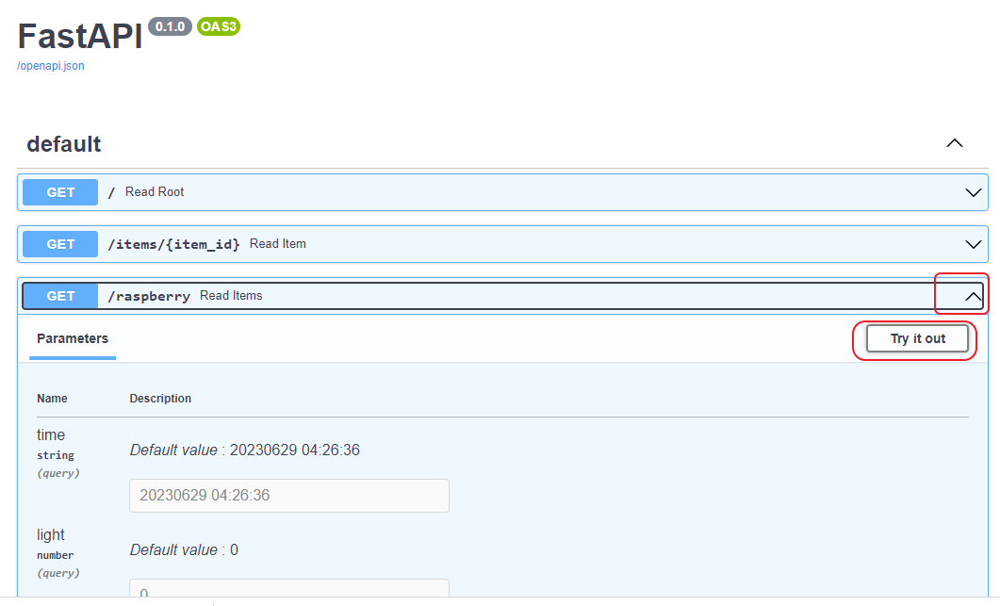 FastAPI 0.1.0 OAS3
/openapi.json
default
GET / Read Root
GET /items/{item_id} Read Item
GET /raspberry Read Items
Parameters Try it out
Name Description
time
string
(query)
Default value : 20230629 04:26:36
20230629 04:26:36
light
number
(query)
Default value : 0
0